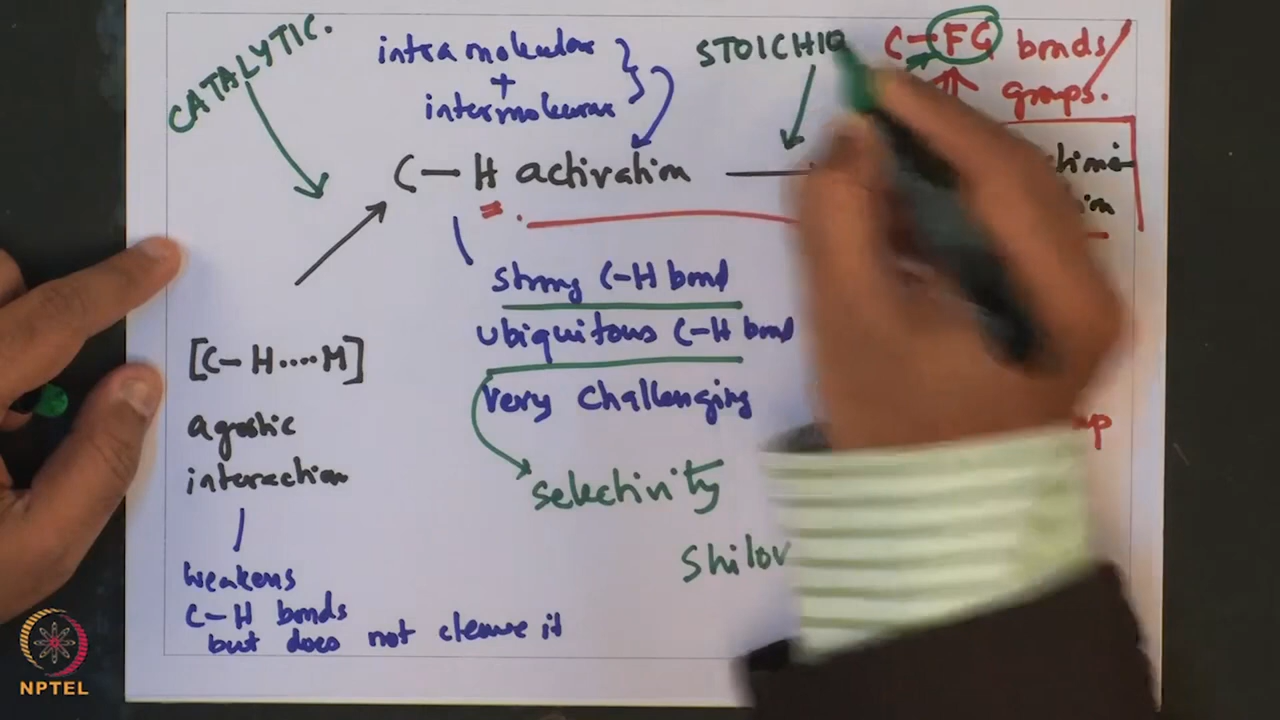 CATALYTIC.
intramolecular
+
intermolecular
STOICHIO
C-FG bonds
groups.
C-H activation
strong C-H bond
ubiquitous C-H bond
very challenging
selectivity
Shilov
[C-H....M]
agostic
interaction
weakens
C-H bonds
but does not cleave it
NPTEL